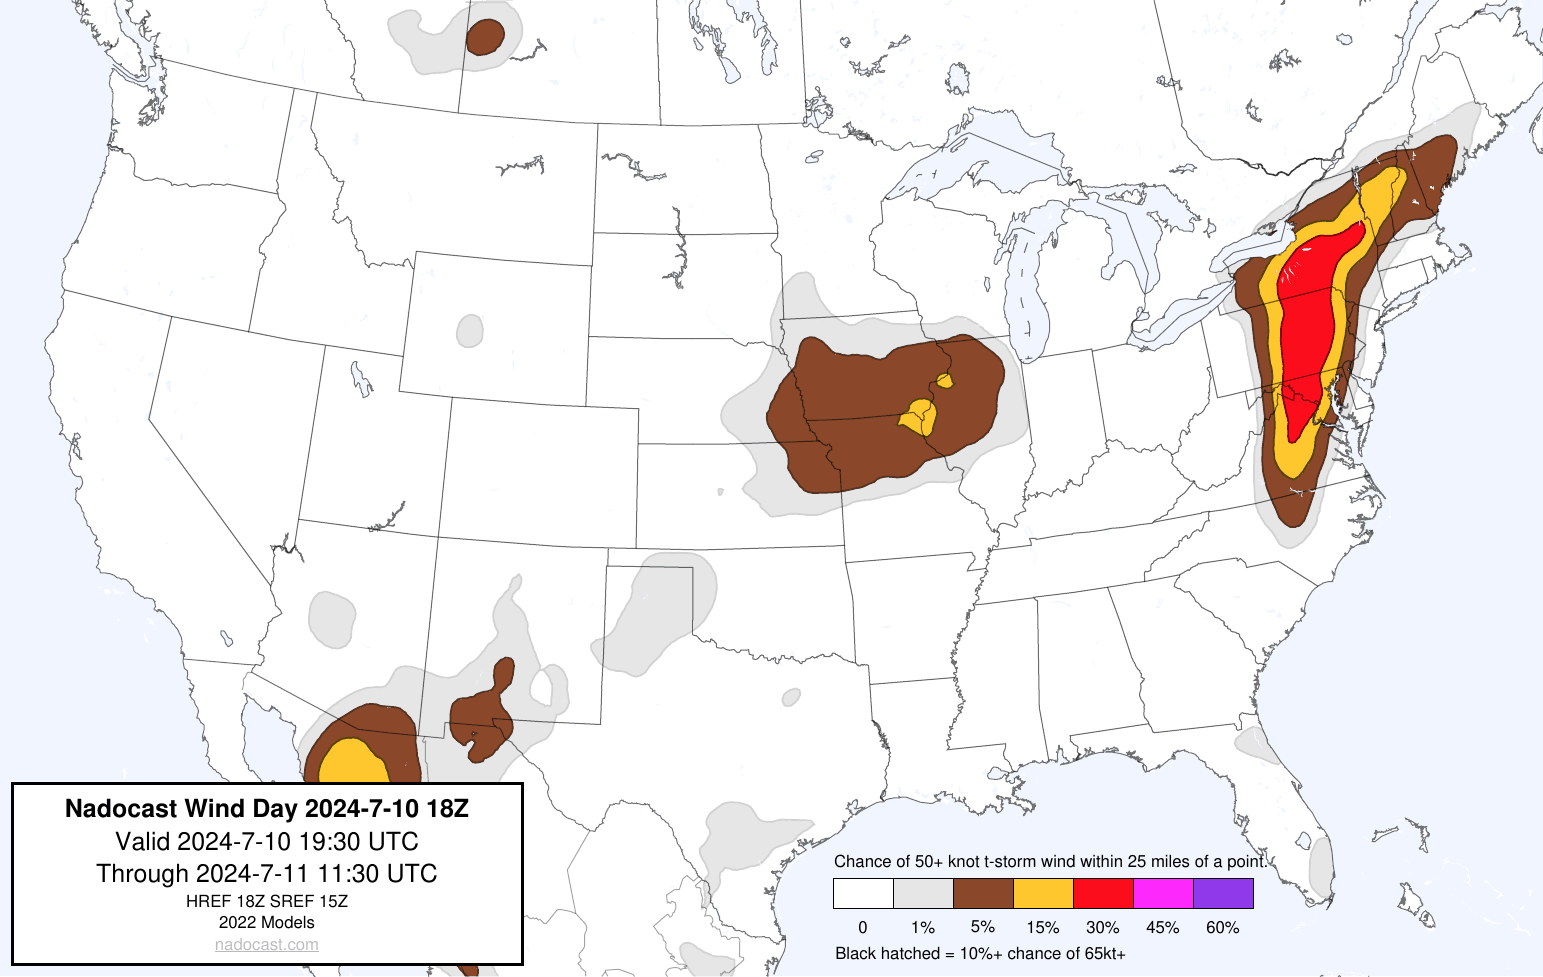 Nadocast Wind Day 2024-7-10 18Z
Valid 2024-7-10 19:30 UTC
Through 2024-7-11 11:30 UTC
HREF 18Z SREF 15Z
2022 Models
nadocast.com
Chance of 50+ knot t-storm wind within 25 miles of a point.
0 1% 5% 15% 30% 45% 60%
Black hatched = 10%+ chance of 65kt+